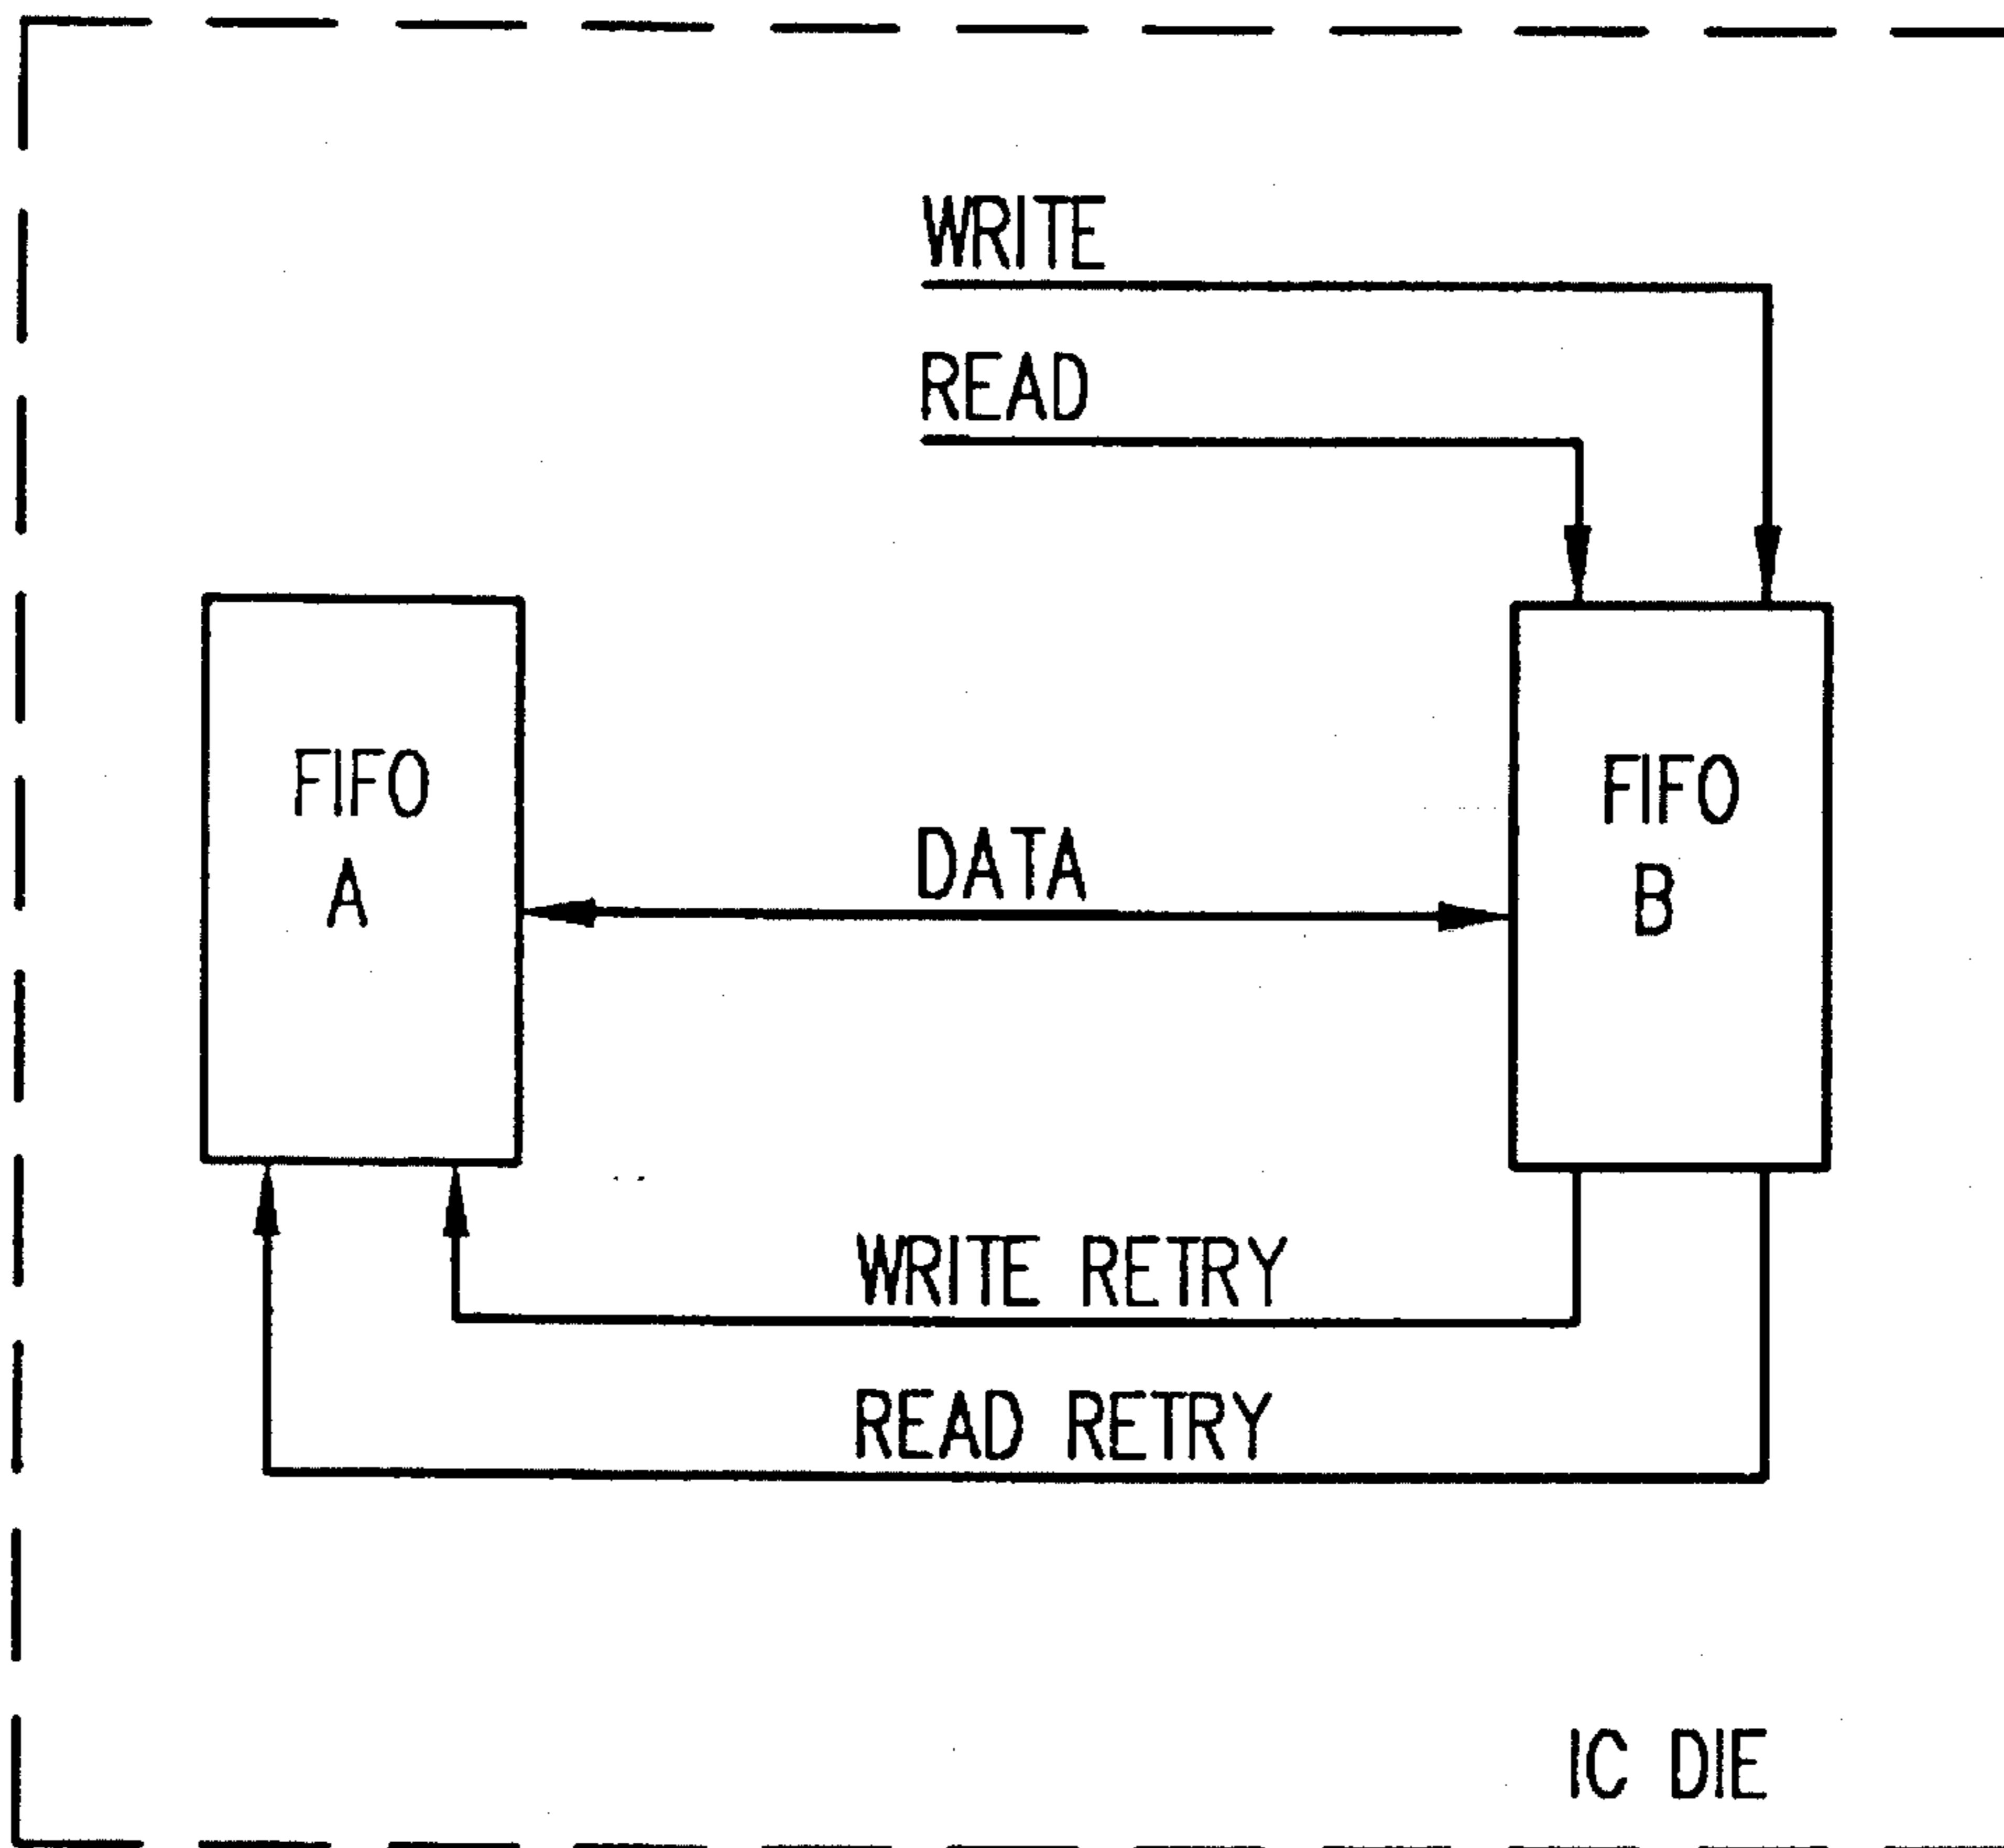 WRITE
READ
FIFO
A
DATA
FIFO
B
WRITE RETRY
READ RETRY
IC DIE